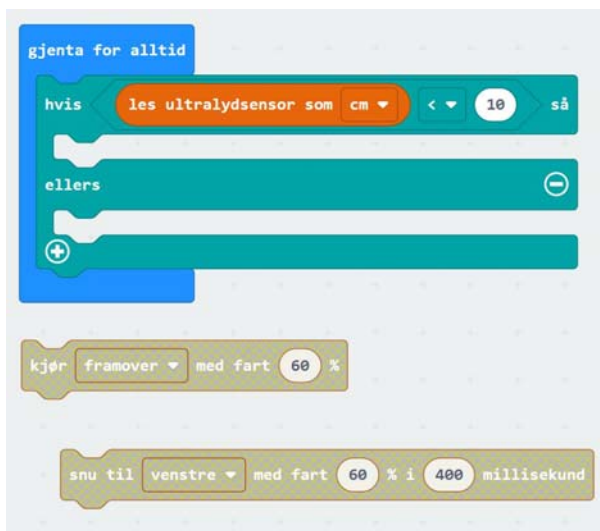 gjenta for alltid
hvis les ultralydsensor som cm < 10 så
ellers
kjør framover med fart 60 %
snu til venstre med fart 60 % i 400 millisekund